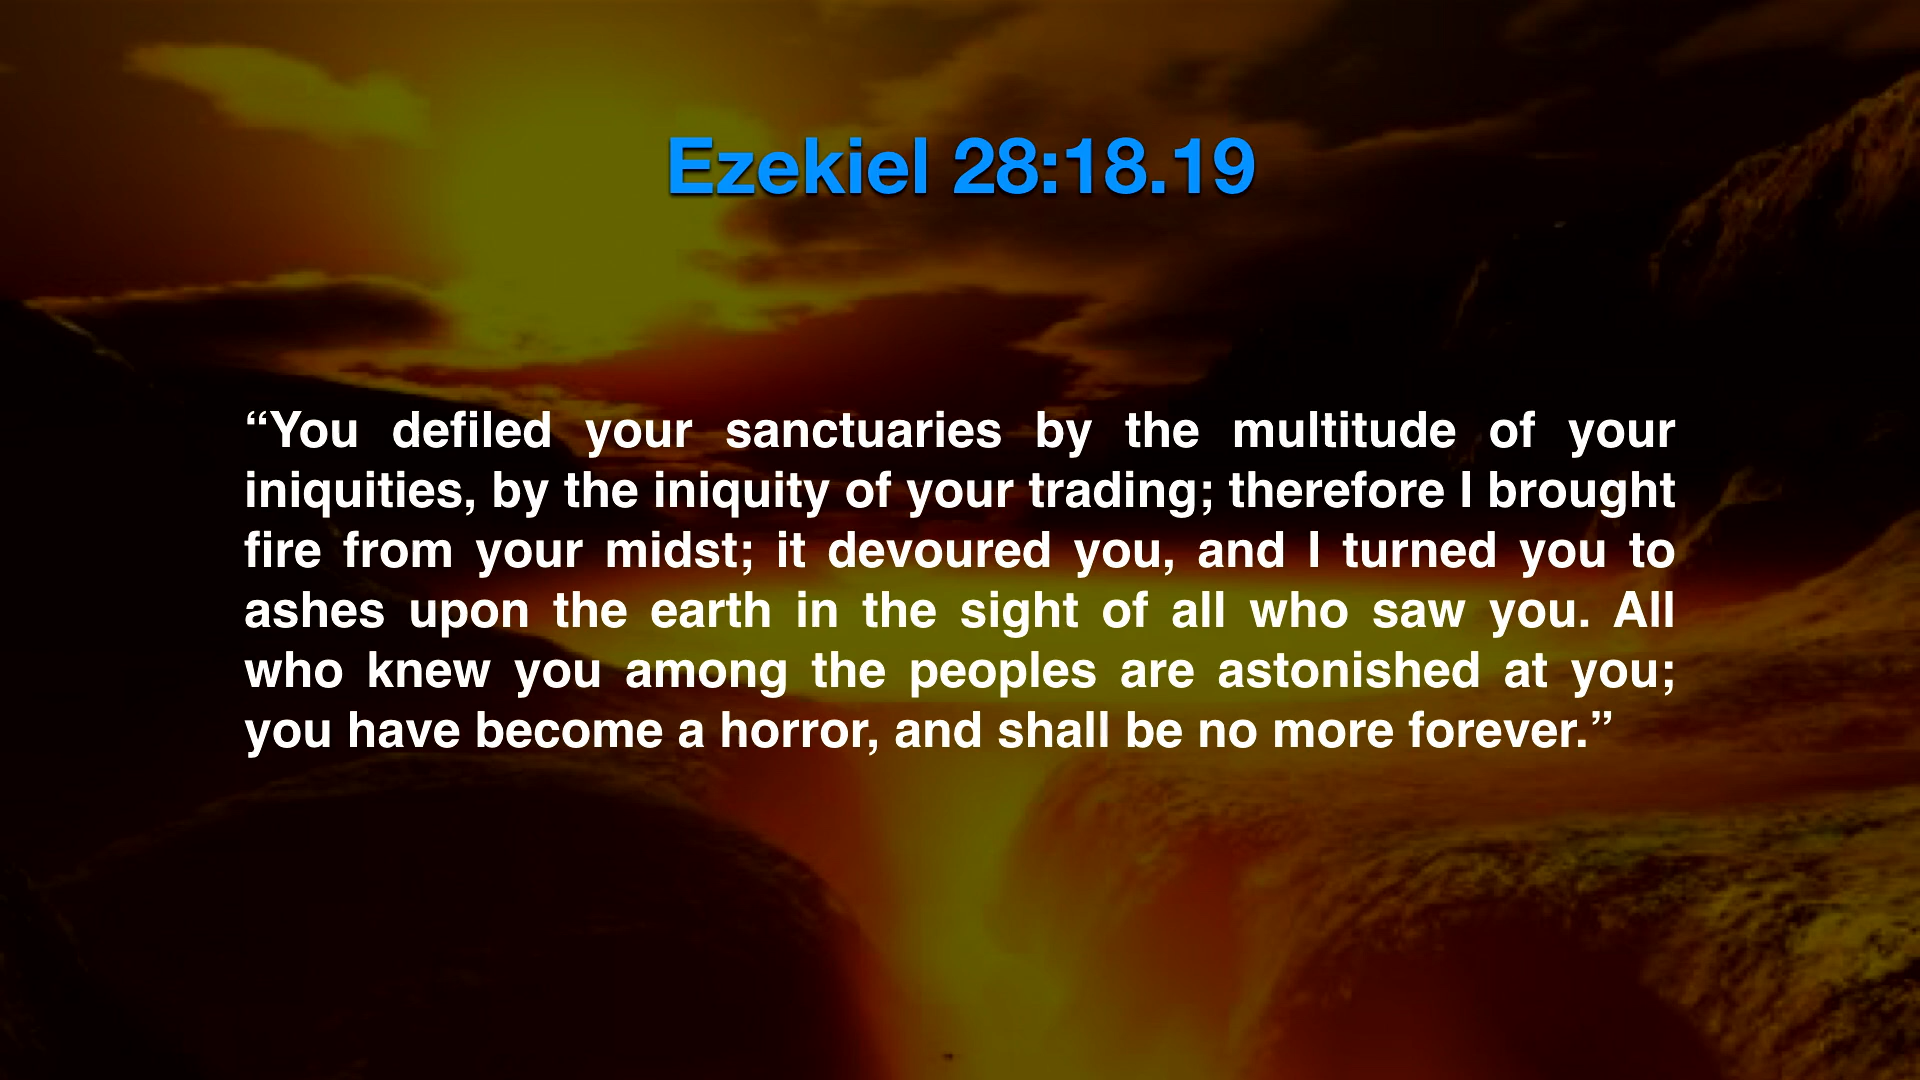 Ezekiel 28:18.19
“You defiled your sanctuaries by the multitude of your
iniquities, by the iniquity of your trading; therefore I brought
fire from your midst; it devoured you, and I turned you to
ashes upon the earth in the sight of all who saw you. All
who knew you among the peoples are astonished at you;
you have become a horror, and shall be no more forever.”